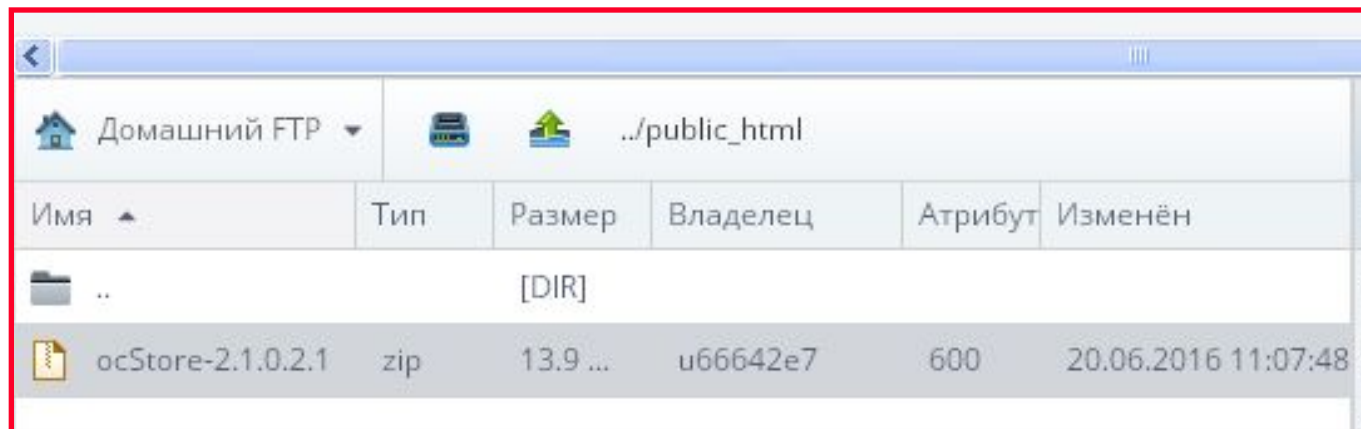 Домашний FTP ../public_html
Имя Тип Размер Владелец Атрибут Изменён
.. [DIR]
ocStore-2.1.0.2.1 zip 13.9 ... u66642e7 600 20.06.2016 11:07:48